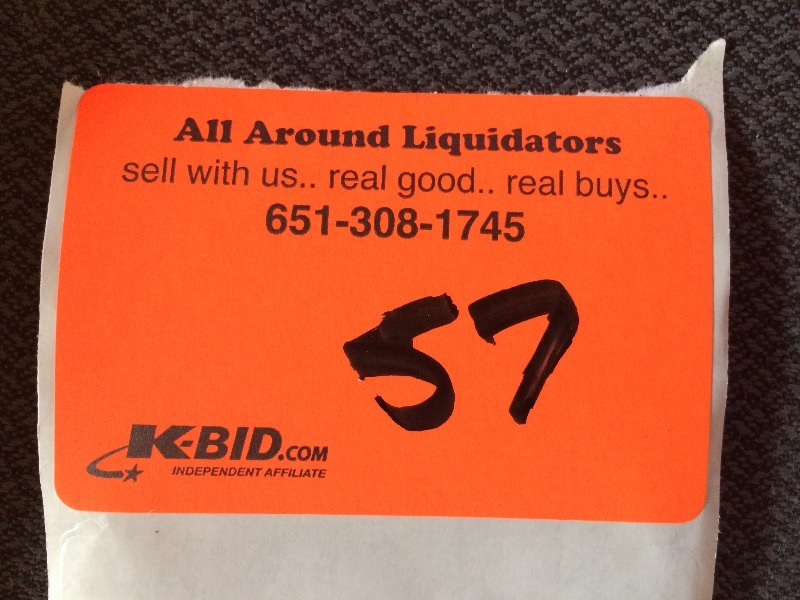 All Around Liquidators
sell with us.. real good.. real buys..
651-308-1745
57
K-BID.COM
INDEPENDENT AFFILIATE